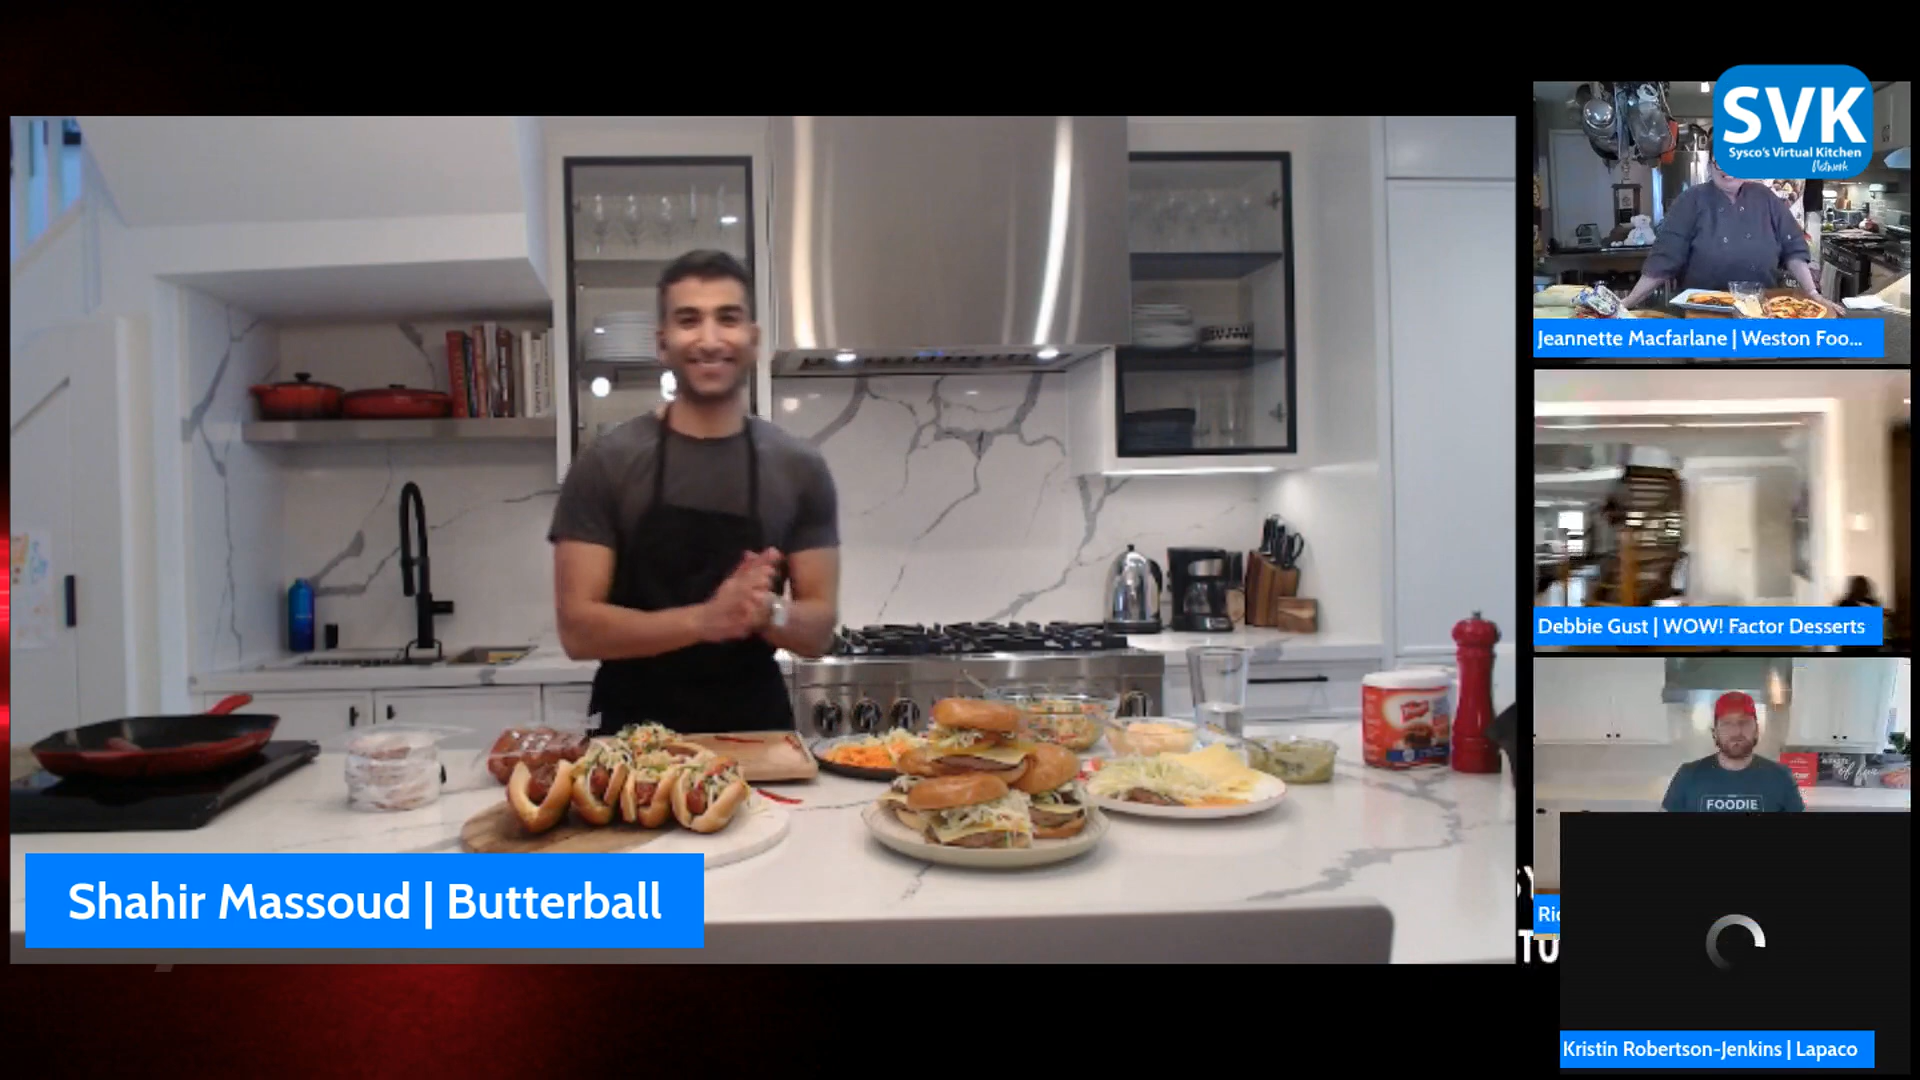 SVK
Sysco's Virtual Kitchen
Network
Jeannette Macfarlane | Weston Foo...
Debbie Gust | WOW! Factor Desserts
FOODIE
Shahir Massoud | Butterball
Kristin Robertson-Jenkins | Lapaco